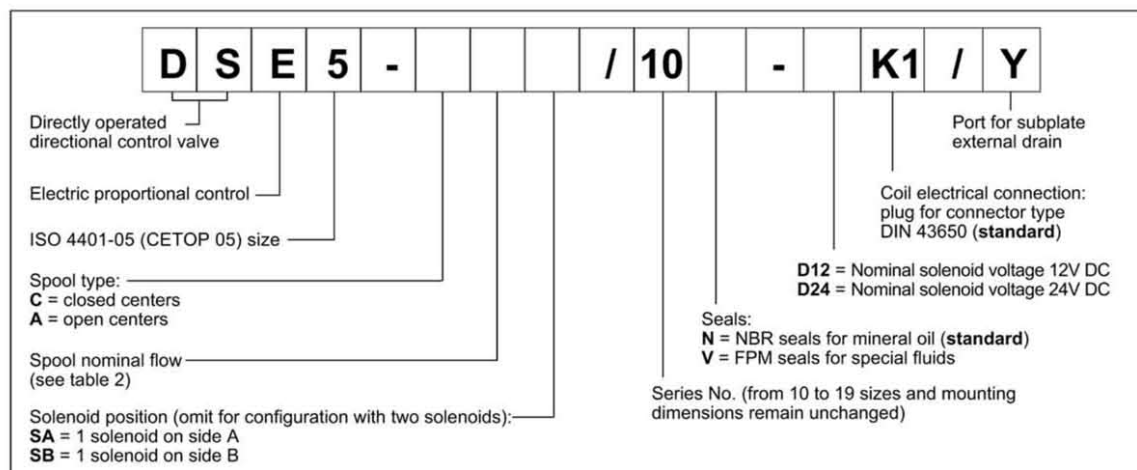 D S E 5 - / 10 - K1 / Y
Directly operated
directional control valve
Electric proportional control
ISO 4401-05 (CETOP 05) size
Spool type:
C = closed centers
A = open centers
Spool nominal flow
(see table 2)
Solenoid position (omit for configuration with two solenoids):
SA = 1 solenoid on side A
SB = 1 solenoid on side B
Port for subplate
external drain
Coil electrical connection:
plug for connector type
DIN 43650 (standard)
D12 = Nominal solenoid voltage 12V DC
D24 = Nominal solenoid voltage 24V DC
Seals:
N = NBR seals for mineral oil (standard)
V = FPM seals for special fluids
Series No. (from 10 to 19 sizes and mounting
dimensions remain unchanged)